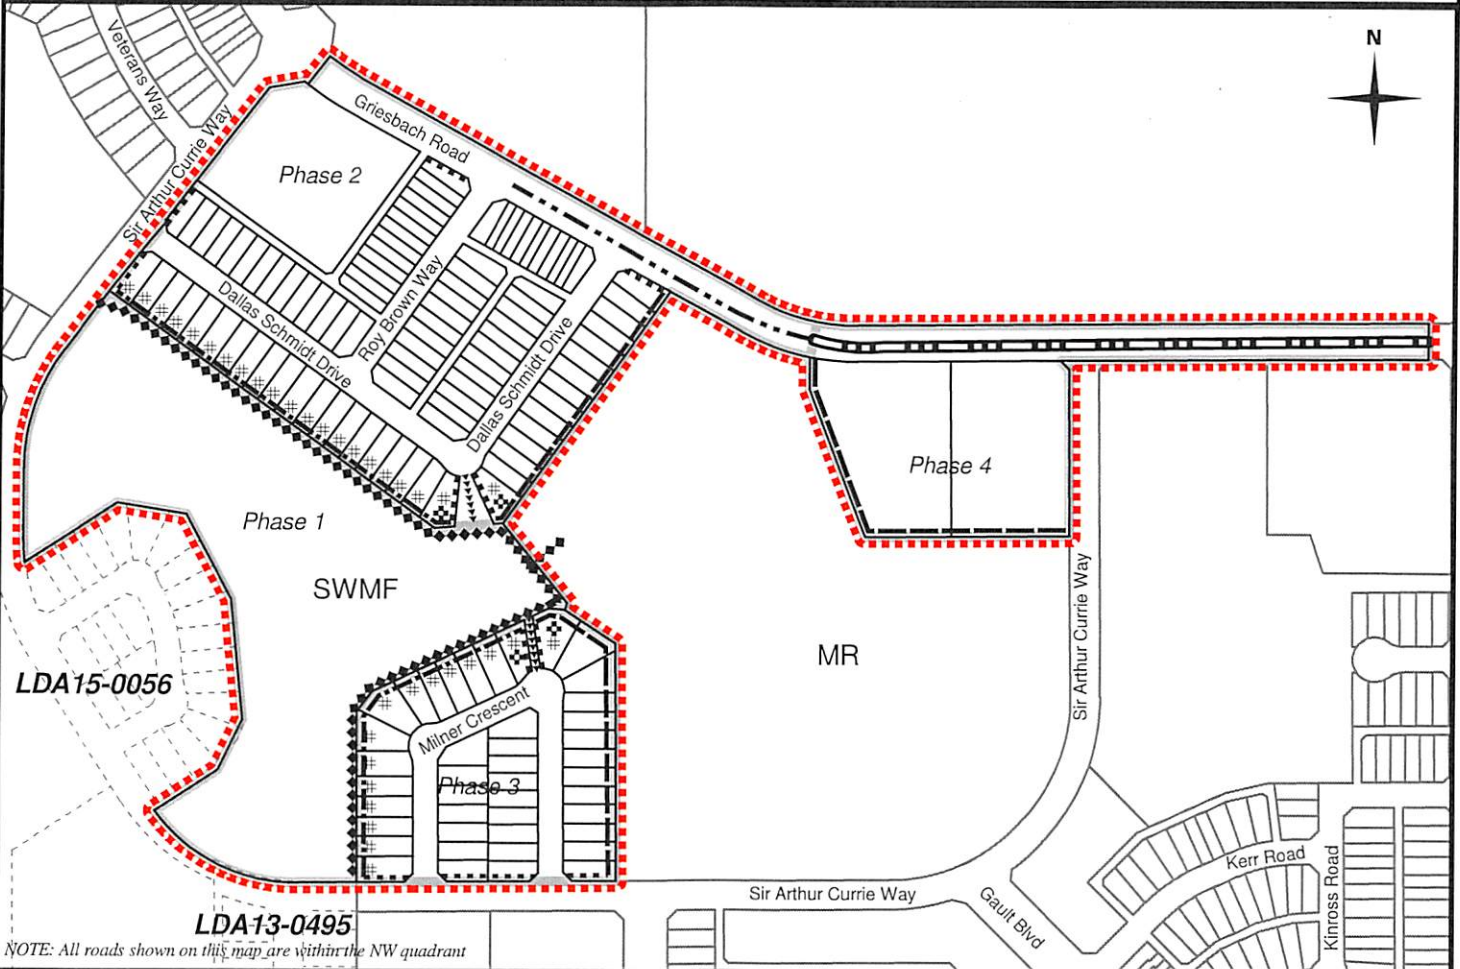 N
Veterans Way
Sir Arthur Currie Way
Griesbach Road
Phase 2
Roy Brown Way
Dallas Schmidt Drive
Dallas Schmidt Drive
Phase 4
Phase 1
SWMF
MR
Sir Arthur Currie Way
LDA15-0056
Milner Crescent
Phase 3
Kerr Road
Kinross Road
Sir Arthur Currie Way
Gault Blvd
LDA13-0495
NOTE: All roads shown on this map are within the NW quadrant